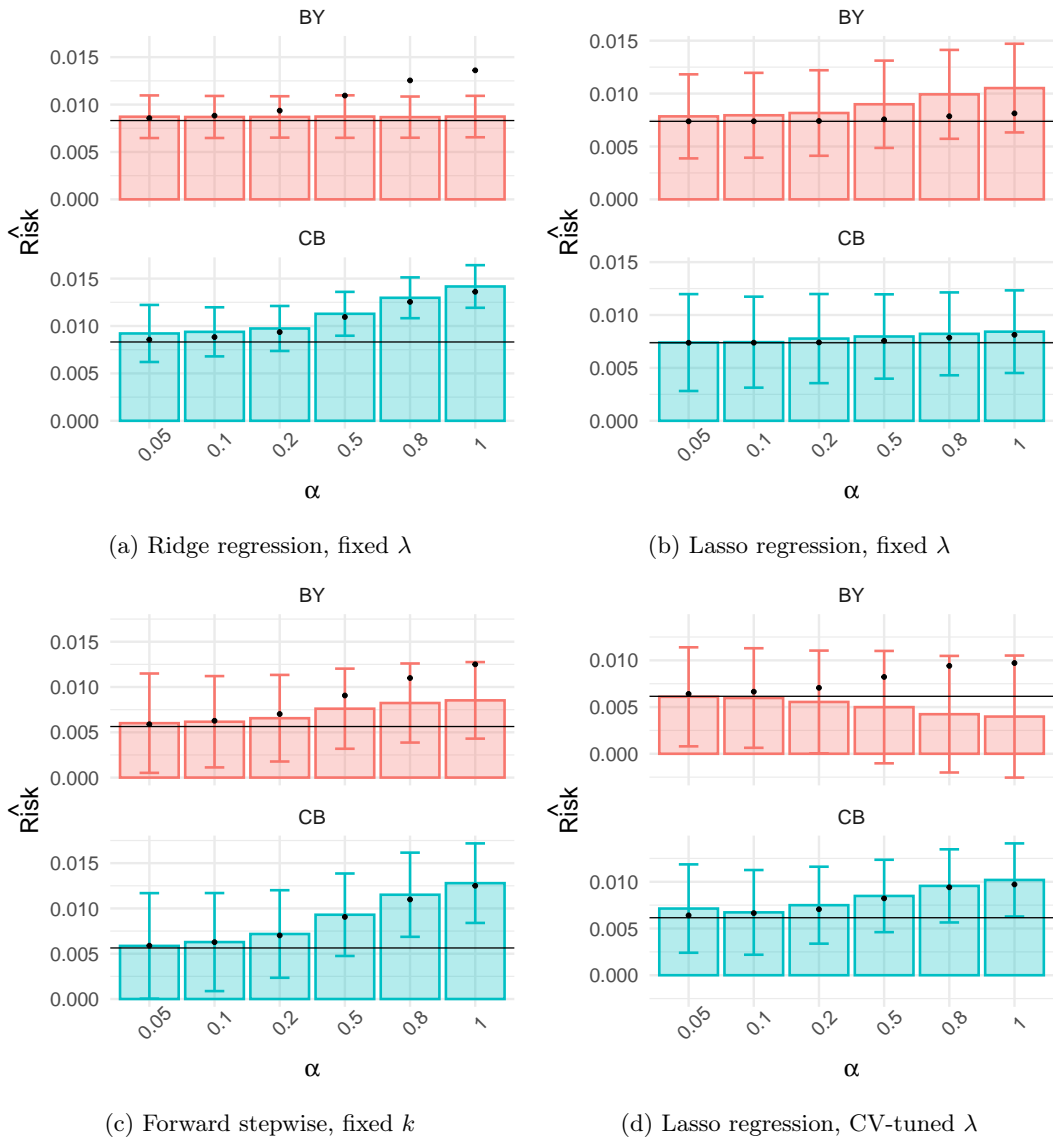 BY
0.015
0.010
0.005
0.000
CB
0.015
0.010
0.005
0.000
R̂isk
0.05
0.1
0.2
0.5
0.8
1
α
(a) Ridge regression, fixed λ
BY
0.015
0.010
0.005
0.000
CB
0.015
0.010
0.005
0.000
R̂isk
0.05
0.1
0.2
0.5
0.8
1
α
(b) Lasso regression, fixed λ
BY
0.015
0.010
0.005
0.000
CB
0.015
0.010
0.005
0.000
R̂isk
0.05
0.1
0.2
0.5
0.8
1
α
(c) Forward stepwise, fixed k
BY
0.010
0.005
0.000
CB
0.010
0.005
0.000
R̂isk
0.05
0.1
0.2
0.5
0.8
1
α
(d) Lasso regression, CV-tuned λ